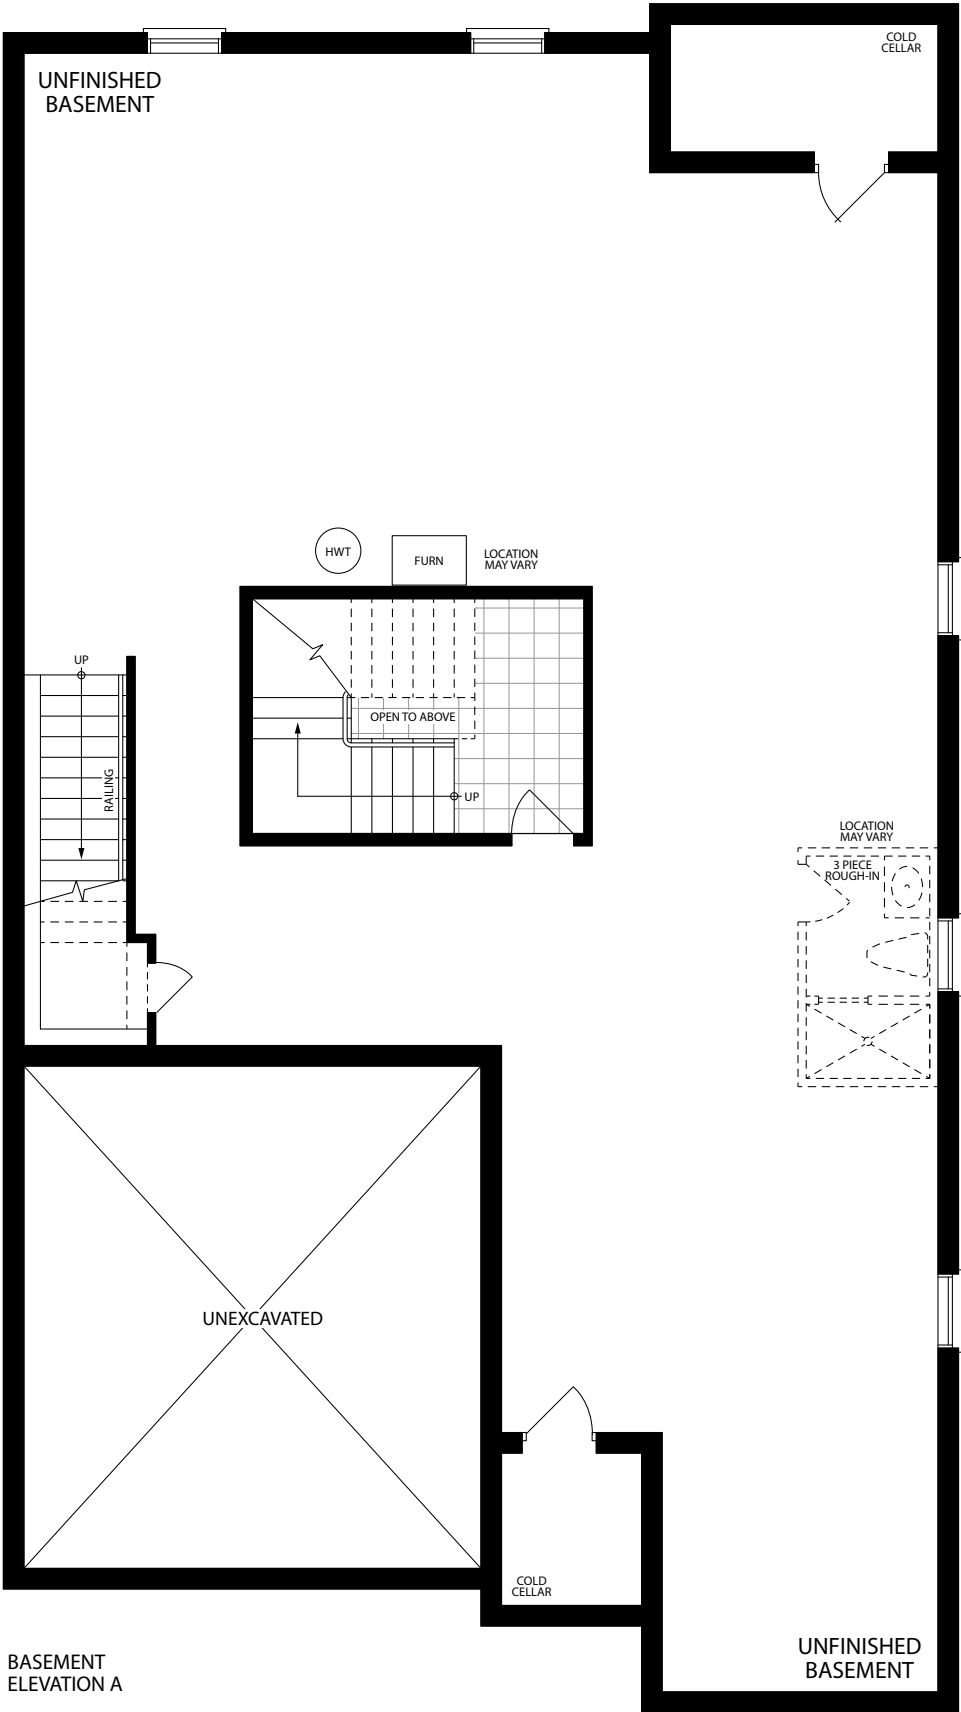 COLD
CELLAR
UNFINISHED
BASEMENT
HWT
FURN
LOCATION
MAY VARY
UP
OPEN TO ABOVE
RAILING
UP
LOCATION
MAY VARY
3 PIECE
ROUGH-IN
UNEXCAVATED
COLD
CELLAR
UNFINISHED
BASEMENT
BASEMENT
ELEVATION A